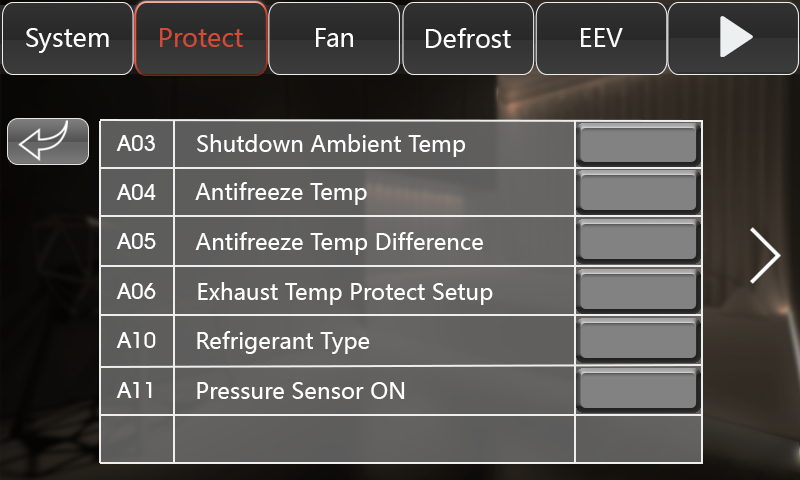 System Protect Fan Defrost EEV
A03 Shutdown Ambient Temp
A04 Antifreeze Temp
A05 Antifreeze Temp Difference
A06 Exhaust Temp Protect Setup
A10 Refrigerant Type
A11 Pressure Sensor ON